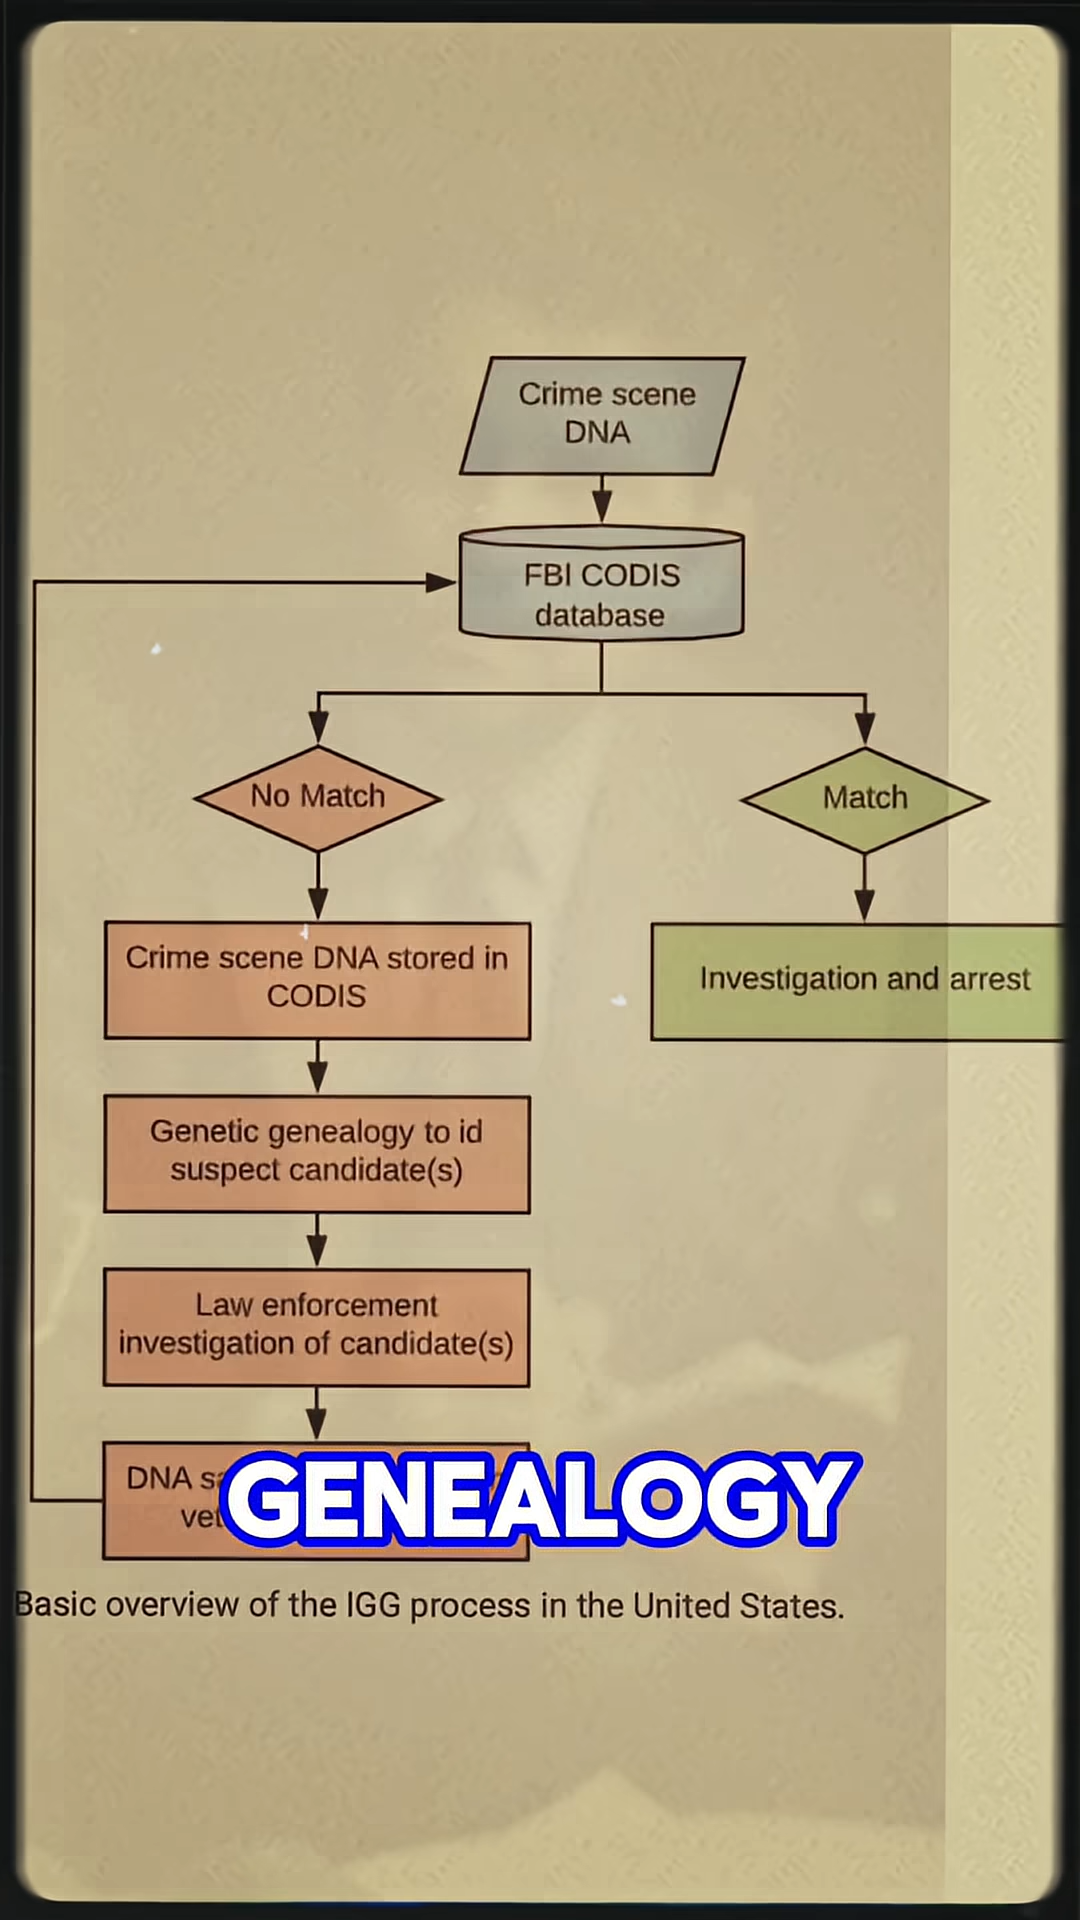 Crime scene
DNA
FBI CODIS
database
No Match
Match
Crime scene DNA stored in
CODIS
Investigation and arrest
Genetic genealogy to id
suspect candidate(s)
Law enforcement
investigation of candidate(s)
DNA
GENEALOGY
Basic overview of the IGG process in the United States.